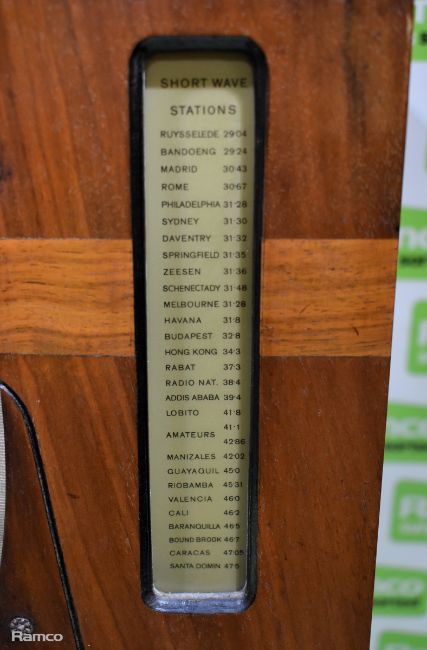 SHORT WAVE
STATIONS
RUYSSELEDE 29·04
BANDOENG 29·24
MADRID 30·43
ROME 30·67
PHILADELPHIA 31·28
SYDNEY 31·30
DAVENTRY 31·32
SPRINGFIELD 31·35
ZEESEN 31·36
SCHENECTADY 31·48
MELBOURNE 31·28
HAVANA 31·8
BUDAPEST 32·8
HONG KONG 34·3
RABAT 37·3
RADIO NAT. 38·4
ADDIS ABABA 39·4
LOBITO 41·8
41·1
AMATEURS
42·86
MANIZALES 42·02
GUAYAQUIL 45·0
RIOBAMBA 45·31
VALENCIA 46·0
CALI 46·2
BARANQUILLA 46·5
BOUND BROOK 46·7
CARACAS 47·05
SANTA DOMIN 47·5
Ramco